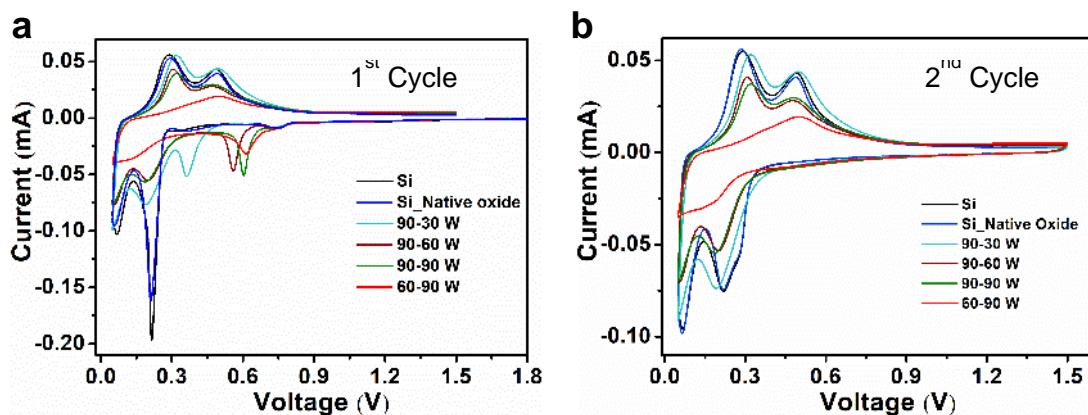 a
1st Cycle
Current (mA)
0.05
0.00
-0.05
-0.10
-0.15
-0.20
Si
Si_Native oxide
90-30 W
90-60 W
90-90 W
60-90 W
0.0 0.3 0.6 0.9 1.2 1.5 1.8
Voltage (V)
b
2nd Cycle
Current (mA)
0.05
0.00
-0.05
-0.10
Si
Si_Native Oxide
90-30 W
90-60 W
90-90 W
60-90 W
0.0 0.3 0.6 0.9 1.2 1.5
Voltage (V)